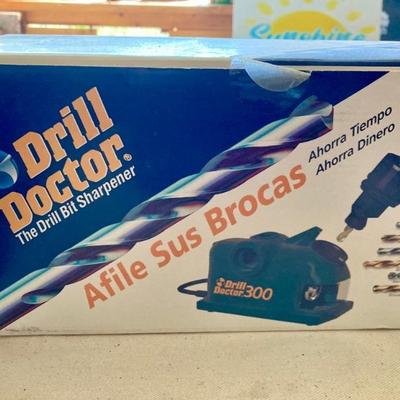 Sunshine
Drill
Doctor®
The Drill Bit Sharpener
Afile Sus Brocas
Ahorra Tiempo
Ahorra Dinero
Drill
Doctor 300